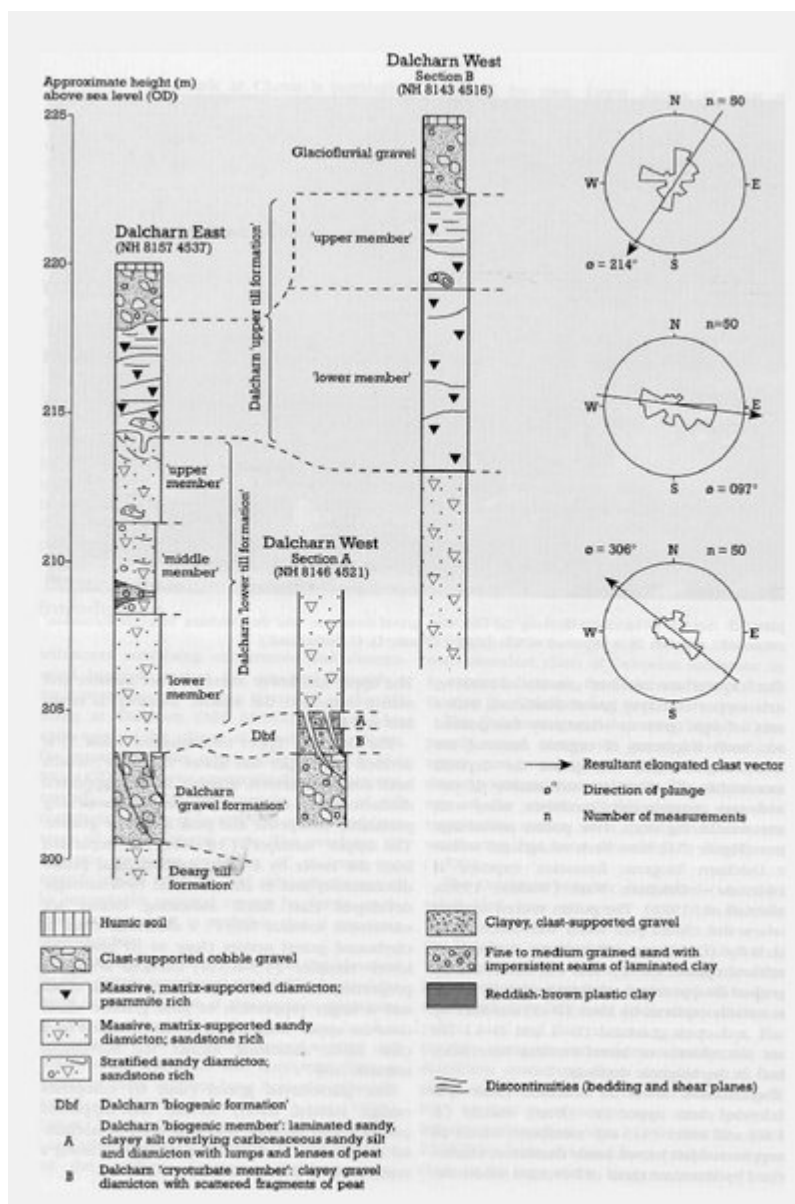 Dalcharn West
Section B
(NH 8143 4516)
Approximate height (m)
above sea level (OD)
225
220
215
210
205
200
Glaciofluvial gravel
'upper member'
'lower member'
Dalcharn 'upper till formation'
Dalcharn East
(NH 8157 4537)
'upper
member'
'middle
member'
'lower
member'
Dalcharn 'lower till formation'
Dalcharn West
Section A
(NH 8146 4521)
Dbf
A
B
Dalcharn
'gravel formation'
Dearg 'till
formation'
N
n = 50
W
E
S
ø = 214°
N
n=50
W
E
S
ø = 097°
ø = 306°
N
n = 50
W
E
S
Resultant elongated clast vector
ø° Direction of plunge
n Number of measurements
Humic soil
Clast-supported cobble gravel
Massive, matrix-supported diamicton;
psammite rich
Massive, matrix-supported sandy
diamicton; sandstone rich
Stratified sandy diamicton;
sandstone rich
Dbf Dalcharn 'biogenic formation'
A Dalcharn 'biogenic member': laminated sandy,
clayey silt overlying carbonaceous sandy silt
and diamicton with lumps and lenses of peat
B Dalcharn 'cryoturbate member': clayey gravel
diamicton with scattered fragments of peat
Clayey, clast-supported gravel
Fine to medium grained sand with
impersistent seams of laminated clay
Reddish-brown plastic clay
Discontinuities (bedding and shear planes)